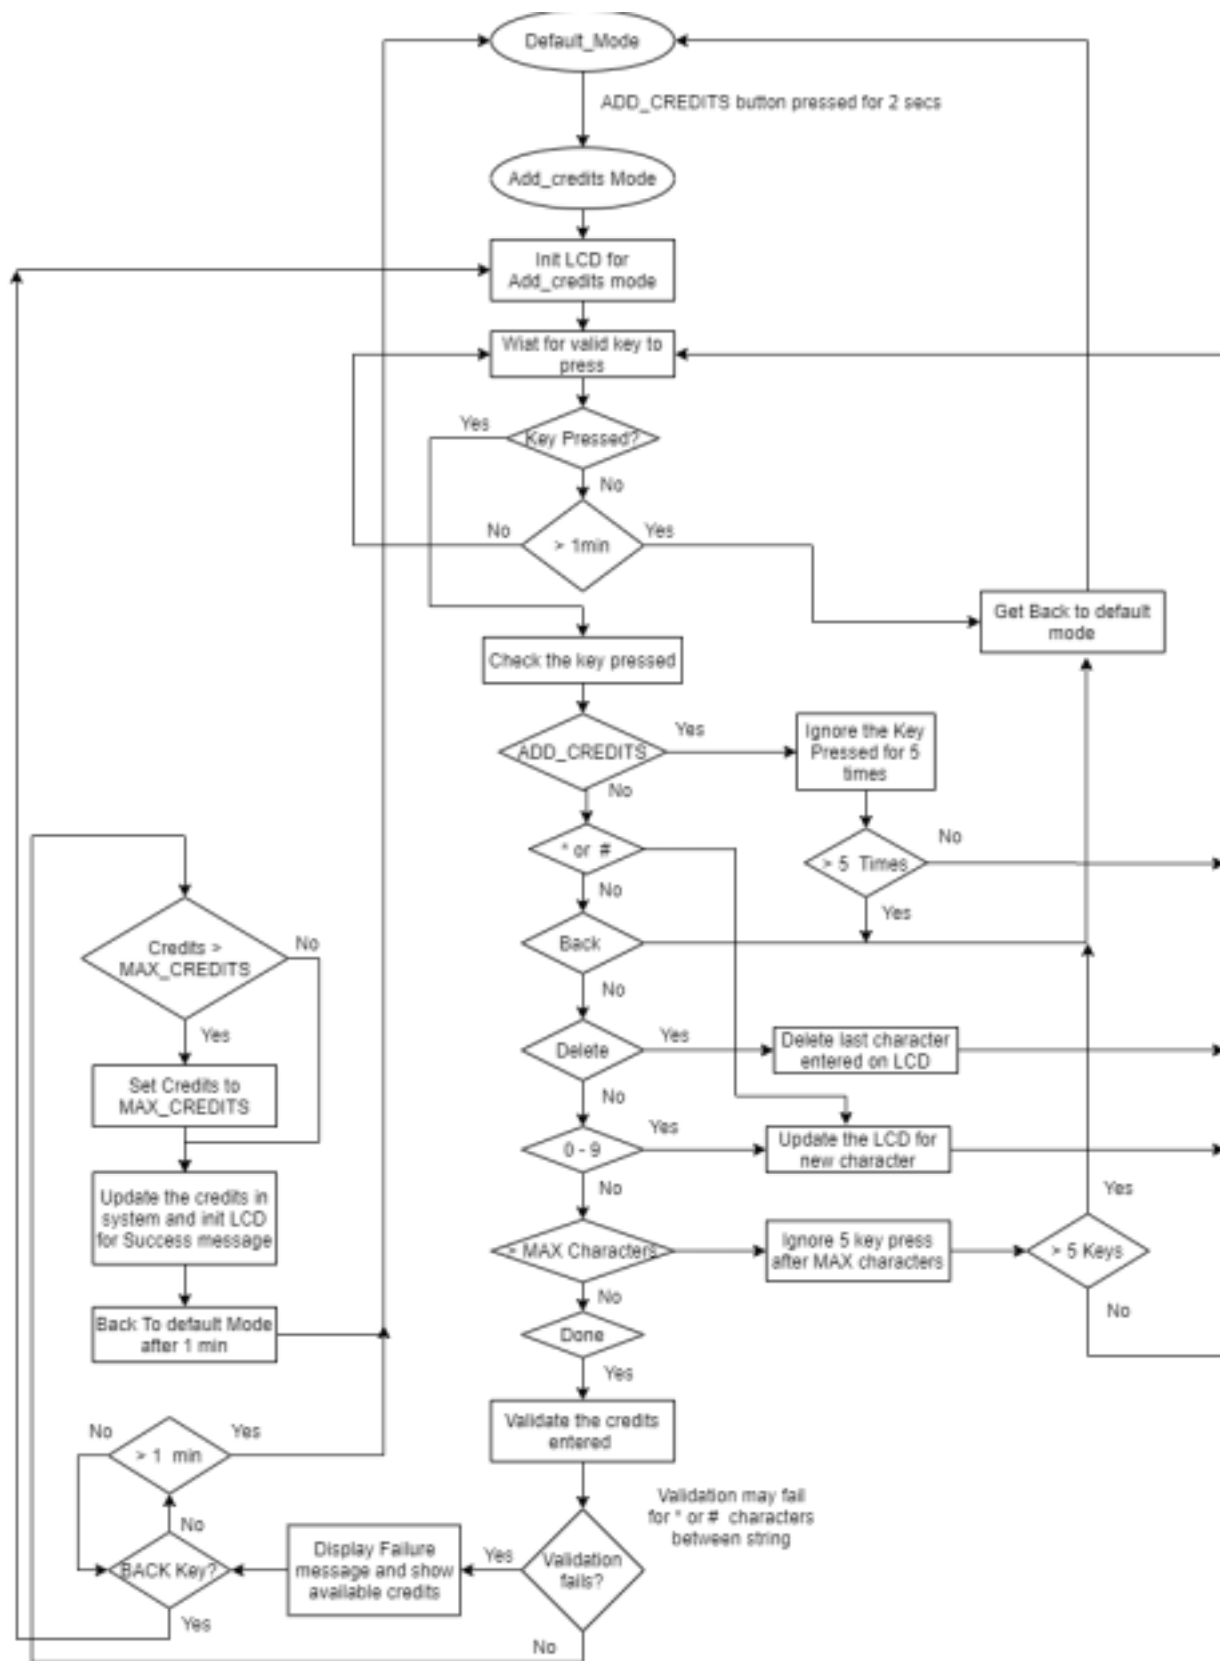 Default_Mode
ADD_CREDITS button pressed for 2 secs
Add_credits Mode
Init LCD for
Add_credits mode
Wiat for valid key to
press
Yes
Key Pressed?
No
No
> 1min
Yes
Get Back to default
mode
Check the key pressed
ADD_CREDITS
Yes
Ignore the Key
Pressed for 5
times
No
* or #
> 5 Times
No
No
Yes
Back
No
Credits >
MAX_CREDITS
No
Yes
Delete
Yes
Delete last character
entered on LCD
Set Credits to
MAX_CREDITS
No
0 - 9
Yes
Update the LCD for
new character
No
Update the credits in
system and init LCD
for Success message
> MAX Characters
Ignore 5 key press
after MAX characters
Yes
> 5 Keys
No
No
Back To default Mode
after 1 min
Done
Yes
Validate the credits
entered
No
> 1 min
Yes
Validation may fail
for * or # characters
between string
No
BACK Key?
Display Failure
message and show
available credits
Yes
Validation
fails?
Yes
No